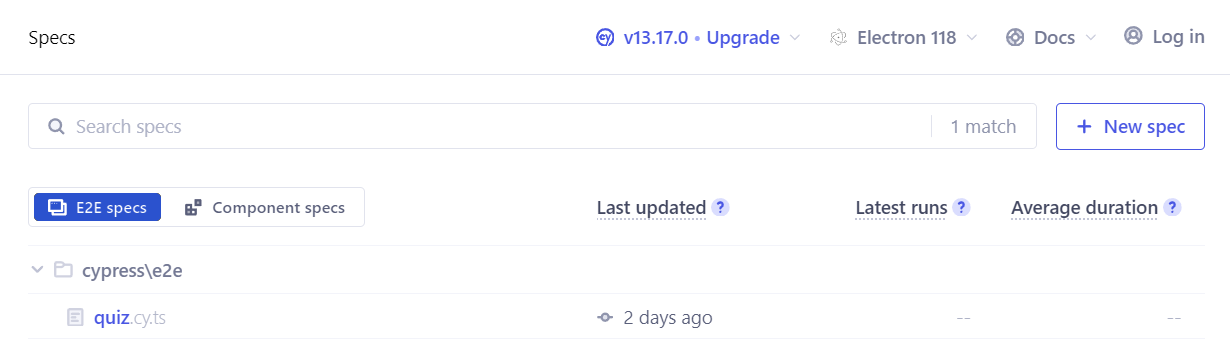 Specs v13.17.0 • Upgrade Electron 118 Docs Log in
Search specs 1 match + New spec
E2E specs Component specs Last updated ? Latest runs ? Average duration ?
cypress\e2e
quiz.cy.ts 2 days ago -- --